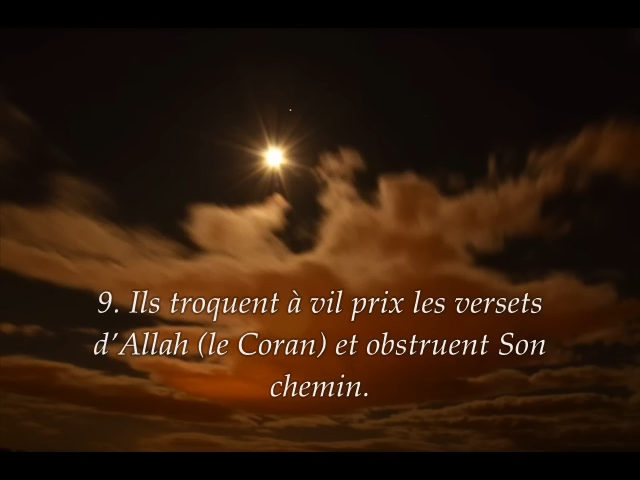 9. Ils troquent à vil prix les versets
d’Allah (le Coran) et obstruent Son
chemin.